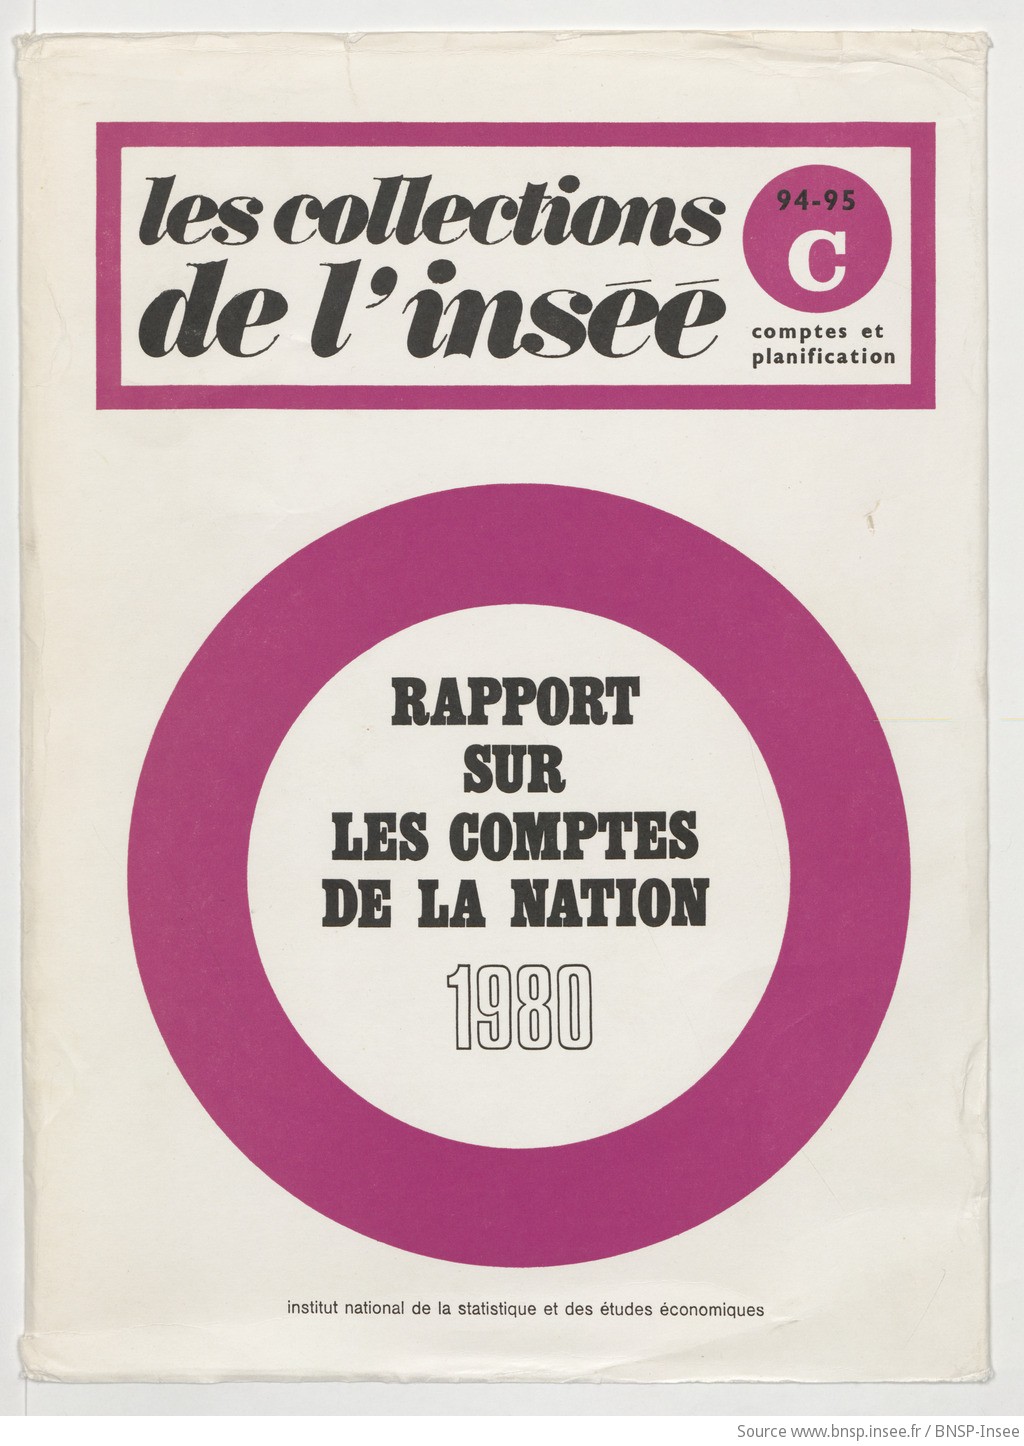 les collections
de l'inséé
94-95
C
comptes et
planification
RAPPORT
SUR
LES COMPTES
DE LA NATION
1980
institut national de la statistique et des études économiques
Source www.bnsp.insee.fr / BNSP-Insee